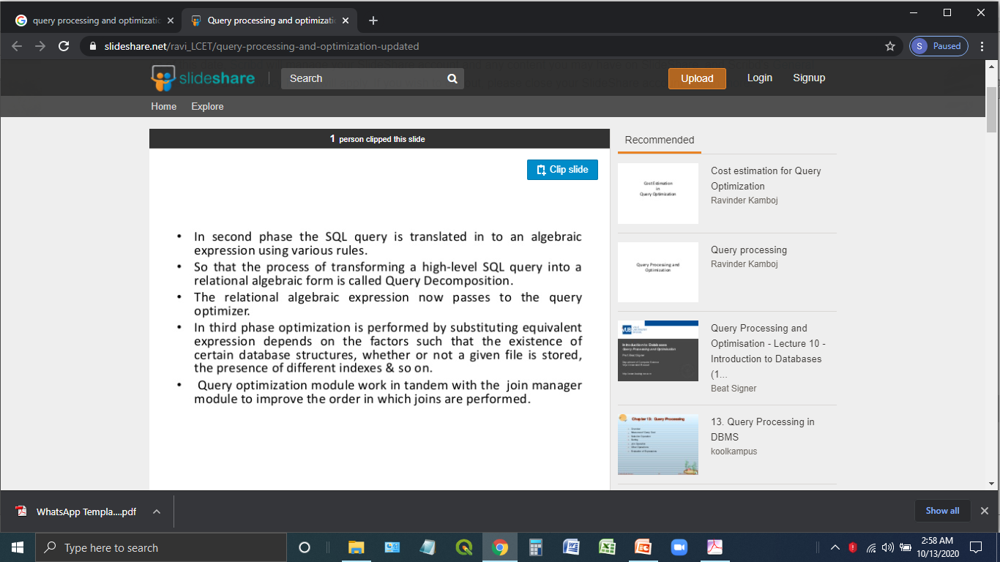 query processing and optimizatic
Query processing and optimizati
slideshare.net/ravi_LCET/query-processing-and-optimization-updated
S Paused
slideshare
Search
Upload
Login
Signup
Home
Explore
1 person clipped this slide
Clip slide
• In second phase the SQL query is translated in to an algebraic
expression using various rules.
• So that the process of transforming a high-level SQL query into a
relational algebraic form is called Query Decomposition.
• The relational algebraic expression now passes to the query
optimizer.
• In third phase optimization is performed by substituting equivalent
expression depends on the factors such that the existence of
certain database structures, whether or not a given file is stored,
the presence of different indexes & so on.
• Query optimization module work in tandem with the join manager
module to improve the order in which joins are performed.
Recommended
Cost Estimation
in
Query Optimization
Cost estimation for Query
Optimization
Ravinder Kamboj
Query Processing and
Optimization
Query processing
Ravinder Kamboj
VUB
Introduction to Databases
Query Processing and Optimisation
Prof. Beat Signer
Query Processing and
Optimisation - Lecture 10 -
Introduction to Databases
(1...
Beat Signer
Chapter 13: Query Processing
13. Query Processing in
DBMS
koolkampus
WhatsApp Templa....pdf
Show all
Type here to search
2:58 AM
10/13/2020